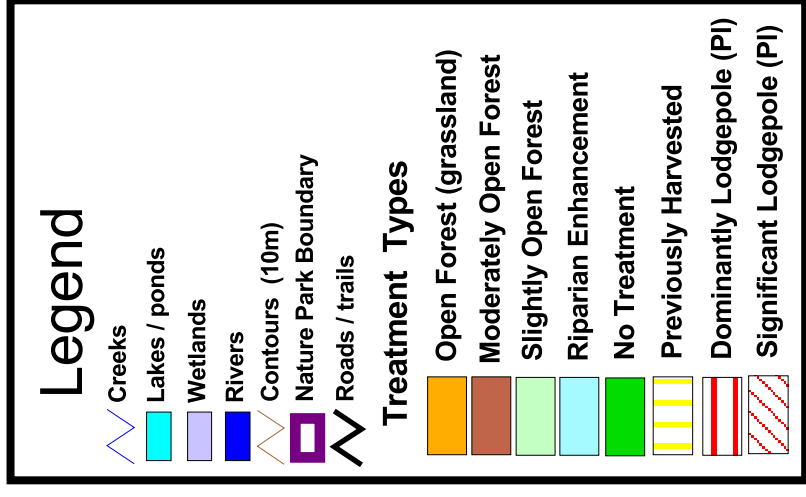 Legend
Creeks
Lakes / ponds
Wetlands
Rivers
Contours (10m)
Nature Park Boundary
Roads / trails
Treatment Types
Open Forest (grassland)
Moderately Open Forest
Slightly Open Forest
Riparian Enhancement
No Treatment
Previously Harvested
Dominantly Lodgepole (Pl)
Significant Lodgepole (Pl)